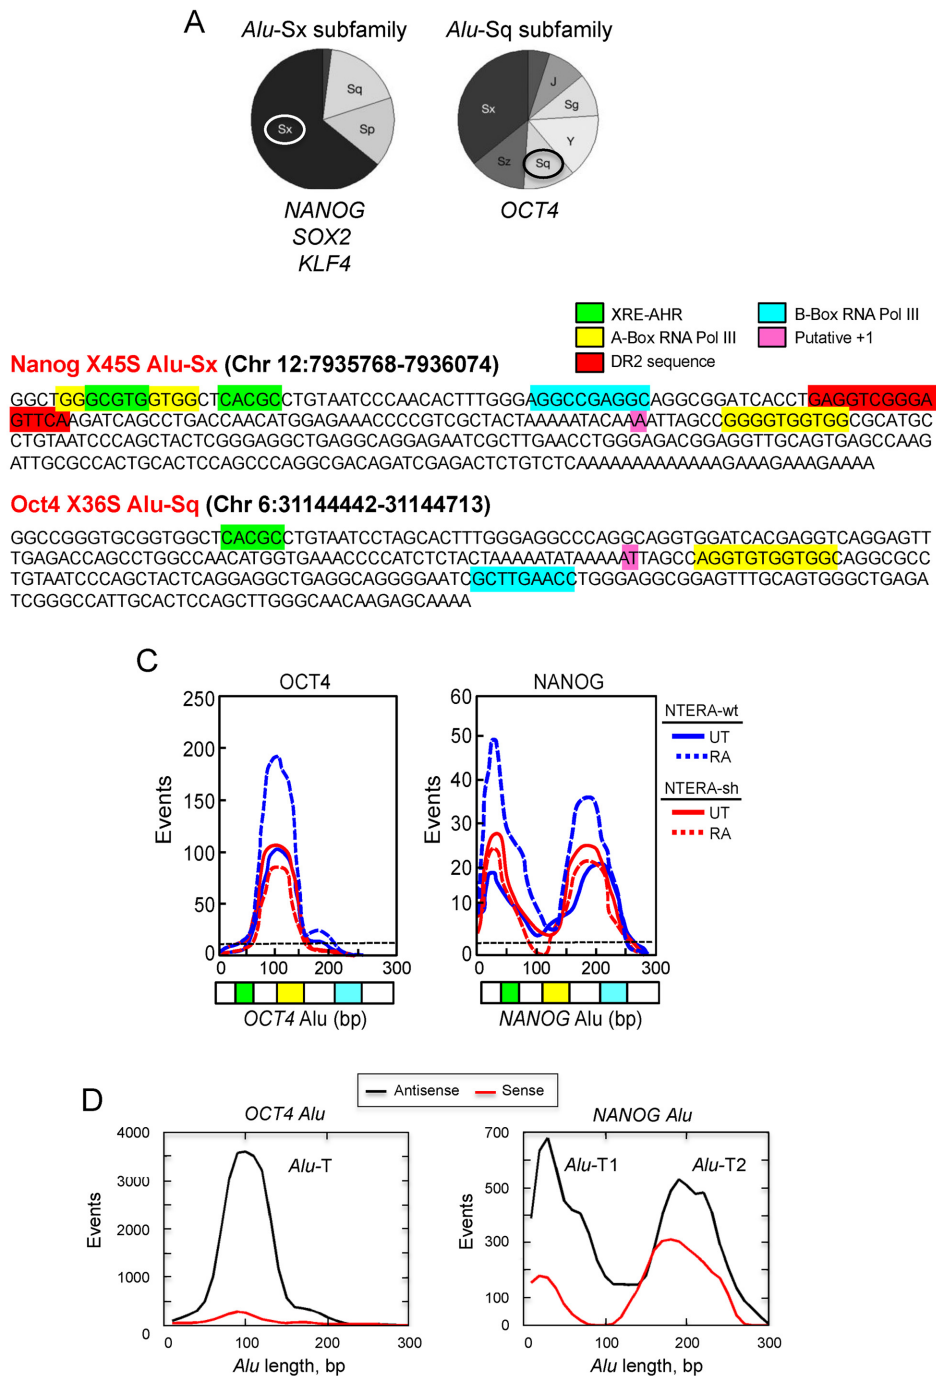 A
Alu-Sx subfamily
Alu-Sq subfamily
Sq
Sp
Sx
Sx
J
Sg
Y
Sq
Sz
NANOG
SOX2
KLF4
OCT4
XRE-AHR
A-Box RNA Pol III
DR2 sequence
B-Box RNA Pol III
Putative +1
Nanog X45S Alu-Sx (Chr 12:7935768-7936074)
GGCTGGGCGTGGTGGCTCACGCCTGTAATCCCAACACTTTGGGAGGCCGAGGCAGGCGGATCACCTGAGGTCGGGA
GTTCAAGATCAGCCTGACCAACATGGAGAAACCCCGTCGCTACTAAAAATACAAAATTAGCCGGGGTGGTGGCGCATGC
CTGTAATCCCAGCTACTCGGGAGGCTGAGGCAGGAGAATCGCTTGAACCTGGGAGACGGAGGTTGCAGTGAGCCAAG
ATTGCGCCACTGCACTCCAGCCCAGGCGACAGATCGAGACTCTGTCTCAAAAAAAAAAAAAGAAAGAAAGAAAA
Oct4 X36S Alu-Sq (Chr 6:31144442-31144713)
GGCCGGGTGCGGTGGCTCACGCCTGTAATCCTAGCACTTTGGGAGGCCCAGGCAGGTGGATCACGAGGTCAGGAGTT
TGAGACCAGCCTGGCCAACATGGTGAAACCCCATCTCTACTAAAAATATAAAAATTAGCCAGGTGTGGTGGCAGGCGCC
TGTAATCCCAGCTACTCAGGAGGCTGAGGCAGGGGAATCGCTTGAACCTGGGAGGCGGAGTTTGCAGTGGGCTGAGA
TCGGGCCATTGCACTCCAGCTTGGGCAACAAGAGCAAAA
C
OCT4
NANOG
Events
250
200
150
100
50
0
0
100
200
300
OCT4 Alu (bp)
Events
60
50
40
30
20
10
0
0
100
200
300
NANOG Alu (bp)
NTERA-wt
UT
RA
NTERA-sh
UT
RA
D
Antisense
Sense
OCT4 Alu
NANOG Alu
Events
4000
3000
3000
1000
0
Alu-T
0
100
200
300
Alu length, bp
Events
700
500
300
100
0
Alu-T1
Alu-T2
0
100
200
300
Alu length, bp